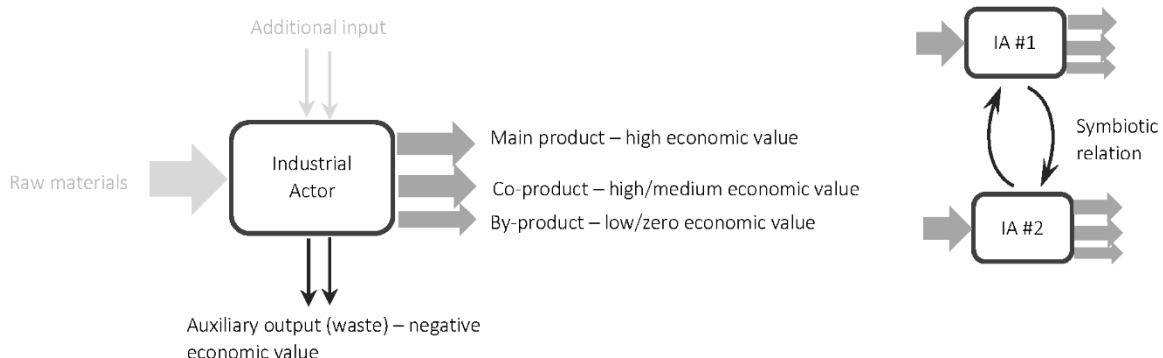 Additional input
Raw materials
Industrial
Actor
Main product – high economic value
Co-product – high/medium economic value
By-product – low/zero economic value
Auxiliary output (waste) – negative
economic value
IA #1
Symbiotic
relation
IA #2